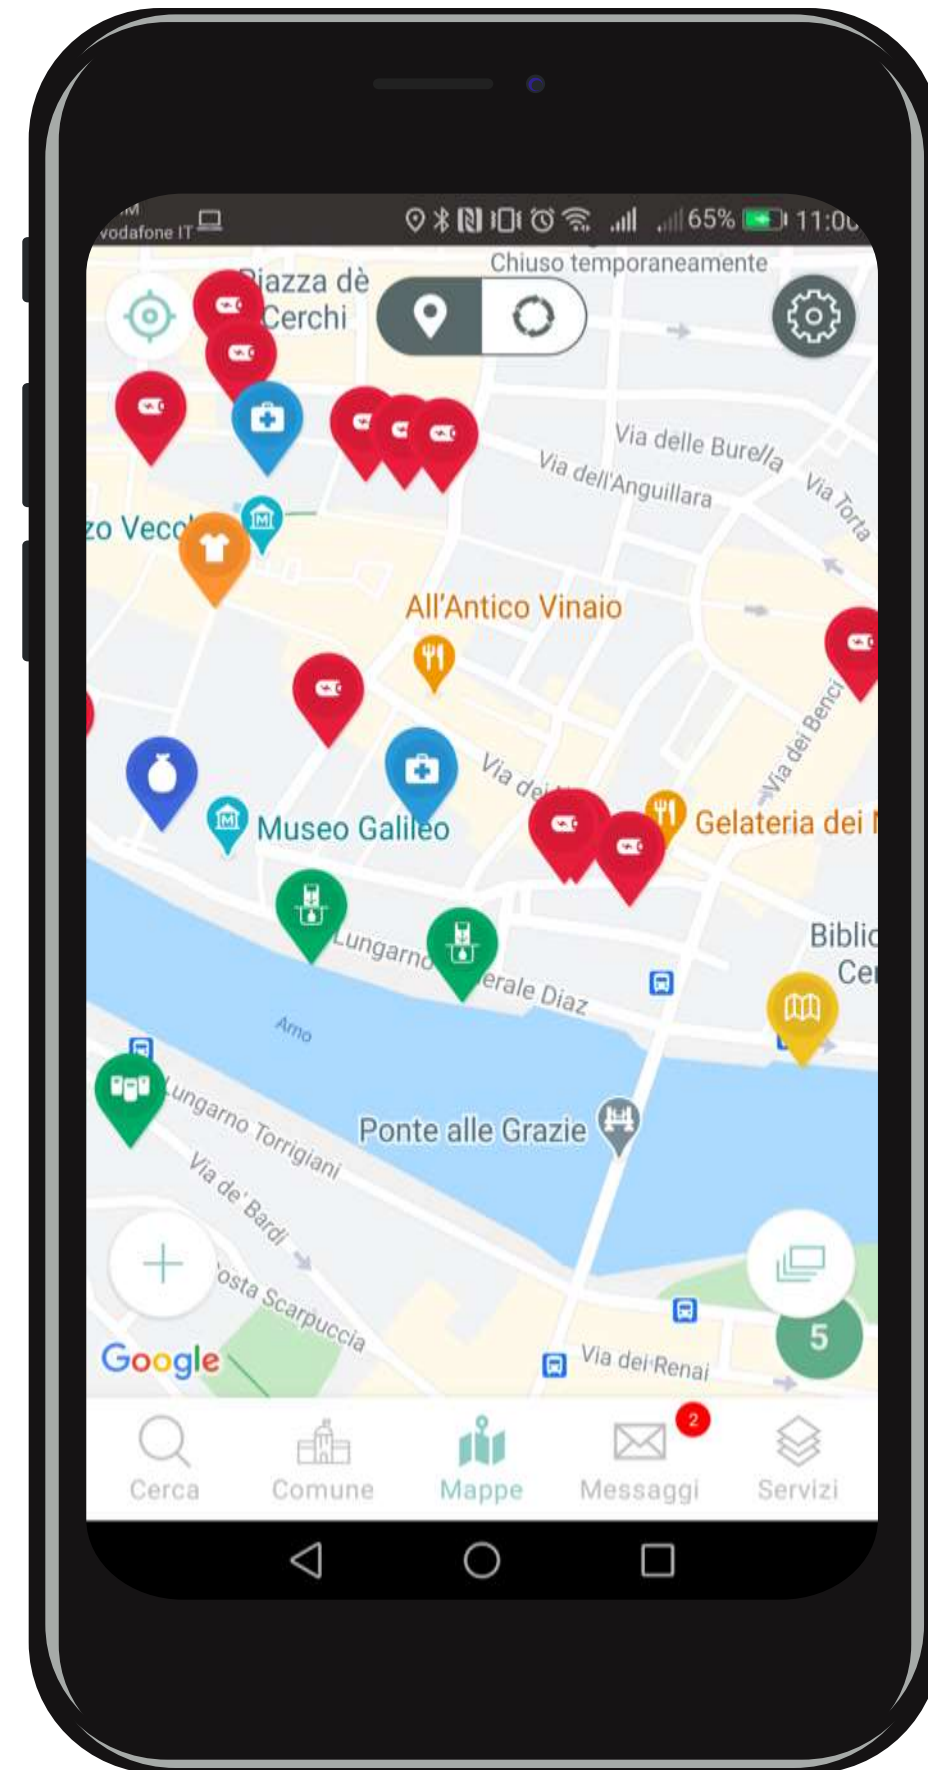 vodafone IT
65%
Chiuso temporaneamente
Piazza dè
Cerchi
Via delle Burella
Via dell'Anguillara
Via Torta
All'Antico Vinaio
Via dei Benci
Museo Galileo
Gelateria dei
Lungarno
erale Diaz
Arno
Lungarno Torrigiani
Ponte alle Grazie
Via de' Bardi
osta Scarpuccia
5
Google
Via dei Renai
2
Cerca
Comune
Mappe
Messaggi
Servizi